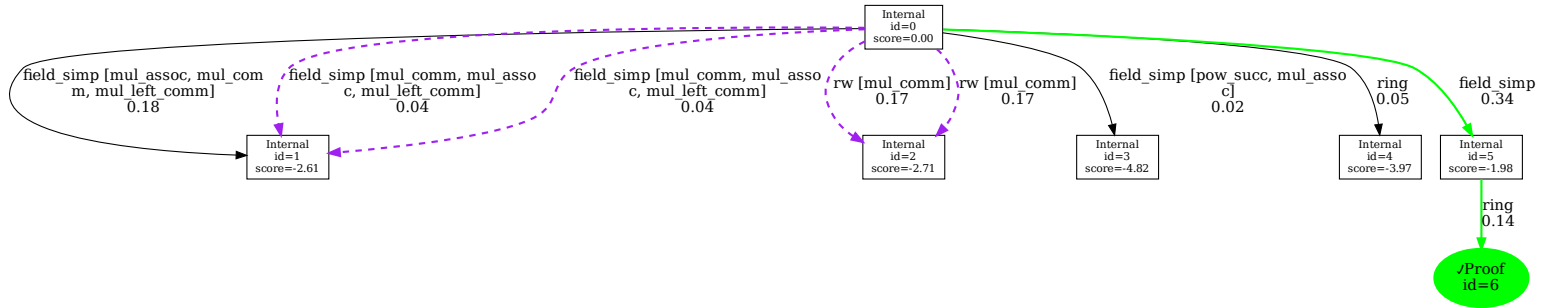 Internal
id=0
score=0.00
field_simp [mul_assoc, mul_com
m, mul_left_comm]
0.18
field_simp [mul_comm, mul_asso
c, mul_left_comm]
0.04
field_simp [mul_comm, mul_asso
c, mul_left_comm]
0.04
rw [mul_comm]
0.17
rw [mul_comm]
0.17
field_simp [pow_succ, mul_asso
c]
0.02
ring
0.05
field_simp
0.34
Internal
id=1
score=-2.61
Internal
id=2
score=-2.71
Internal
id=3
score=-4.82
Internal
id=4
score=-3.97
Internal
id=5
score=-1.98
ring
0.14
✓Proof
id=6